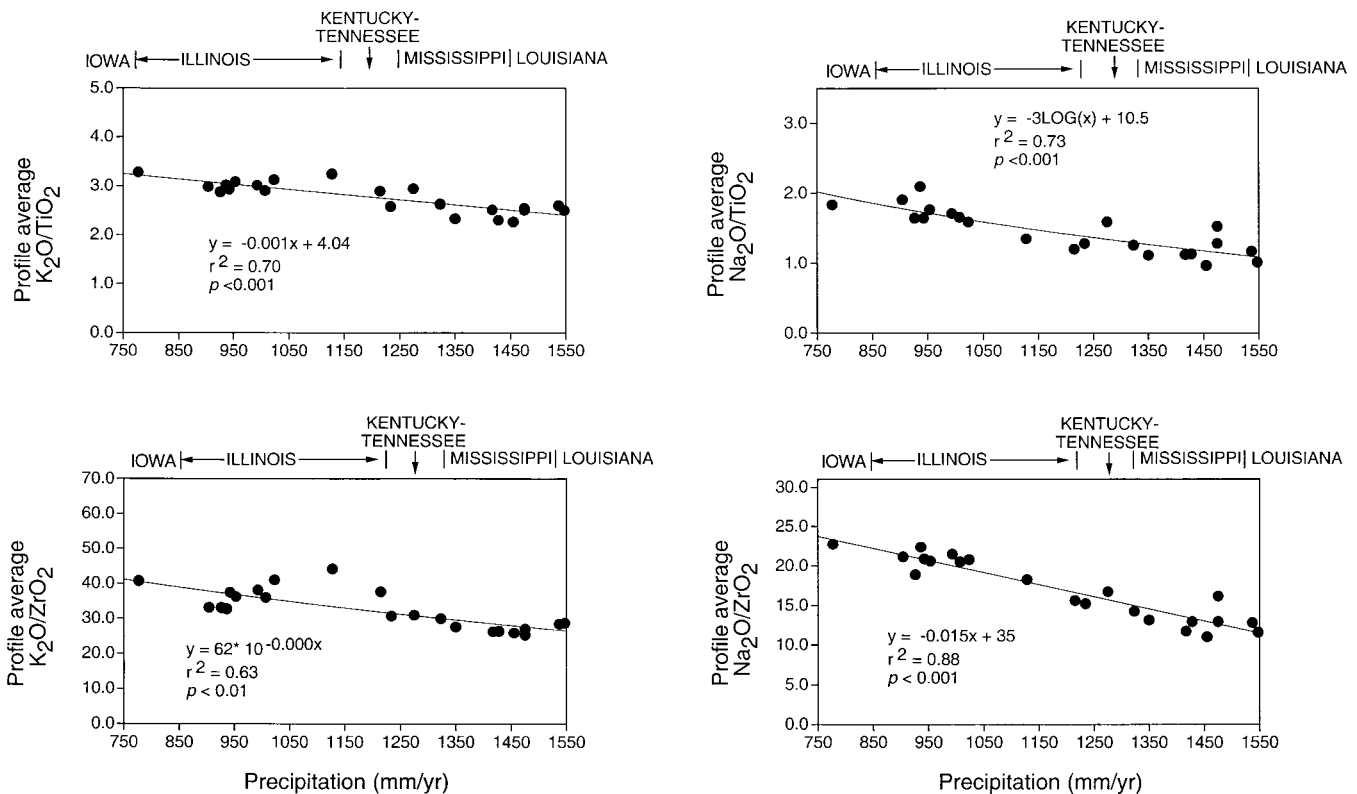 KENTUCKY-
TENNESSEE
IOWA ILLINOIS MISSISSIPPI LOUISIANA
5.0
4.0
3.0
2.0
1.0
0.0
Profile average
K2O/TiO2
y = -0.001x + 4.04
r2 = 0.70
p <0.001
750 850 950 1050 1150 1250 1350 1450 1550
KENTUCKY-
TENNESSEE
IOWA ILLINOIS MISSISSIPPI LOUISIANA
3.0
2.0
1.0
0.0
Profile average
Na2O/TiO2
y = -3LOG(x) + 10.5
r2 = 0.73
p <0.001
750 850 950 1050 1150 1250 1350 1450 1550
KENTUCKY-
TENNESSEE
IOWA ILLINOIS MISSISSIPPI LOUISIANA
70.0
60.0
50.0
40.0
30.0
20.0
10.0
0.0
Profile average
K2O/ZrO2
y = 62* 10-0.000x
r2 = 0.63
p < 0.01
750 850 950 1050 1150 1250 1350 1450 1550
Precipitation (mm/yr)
KENTUCKY-
TENNESSEE
IOWA ILLINOIS MISSISSIPPI LOUISIANA
30.0
25.0
20.0
15.0
10.0
5.0
0.0
Profile average
Na2O/ZrO2
y = -0.015x + 35
r2 = 0.88
p < 0.001
750 850 950 1050 1150 1250 1350 1450 1550
Precipitation (mm/yr)